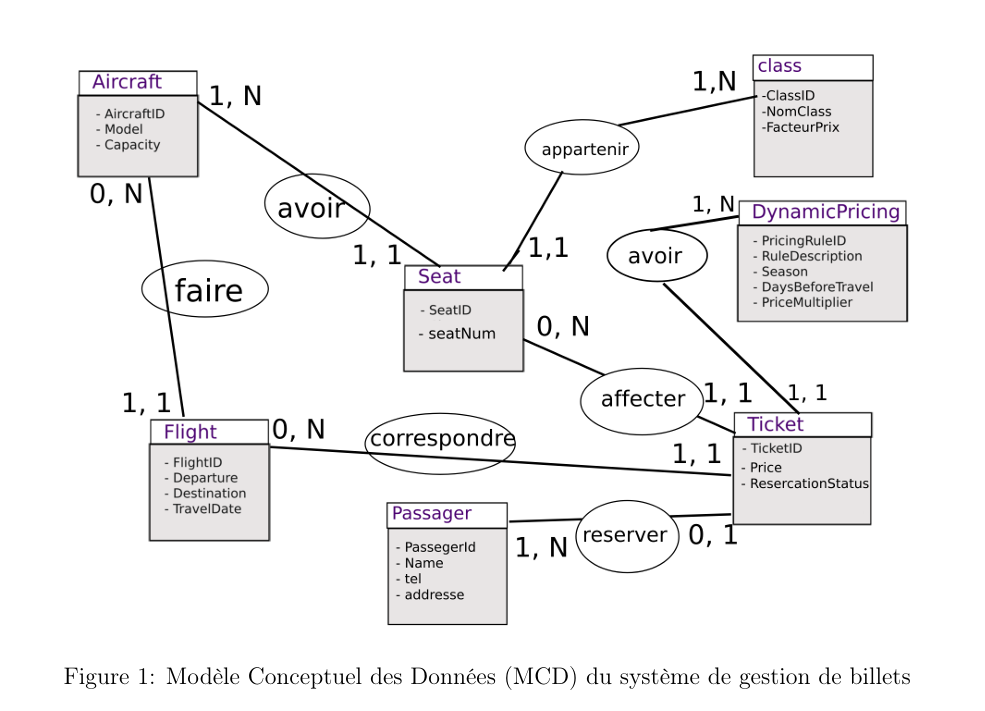 Aircraft
- AircraftID
- Model
- Capacity
1, N
0, N
avoir
faire
1, 1
class
-ClassID
-NomClass
-FacteurPrix
1,N
appartenir
1,1
Seat
- SeatID
- seatNum
1, N
DynamicPricing
- PricingRuleID
- RuleDescription
- Season
- DaysBeforeTravel
- PriceMultiplier
avoir
0, N
affecter
1, 1
1, 1
1, 1
Flight
- FlightID
- Departure
- Destination
- TravelDate
0, N
correspondre
1, 1
Ticket
- TicketID
- Price
- ResercationStatus
Passager
- PassegerId
- Name
- tel
- addresse
1, N
reserver
0, 1
Figure 1: Modèle Conceptuel des Données (MCD) du système de gestion de billets